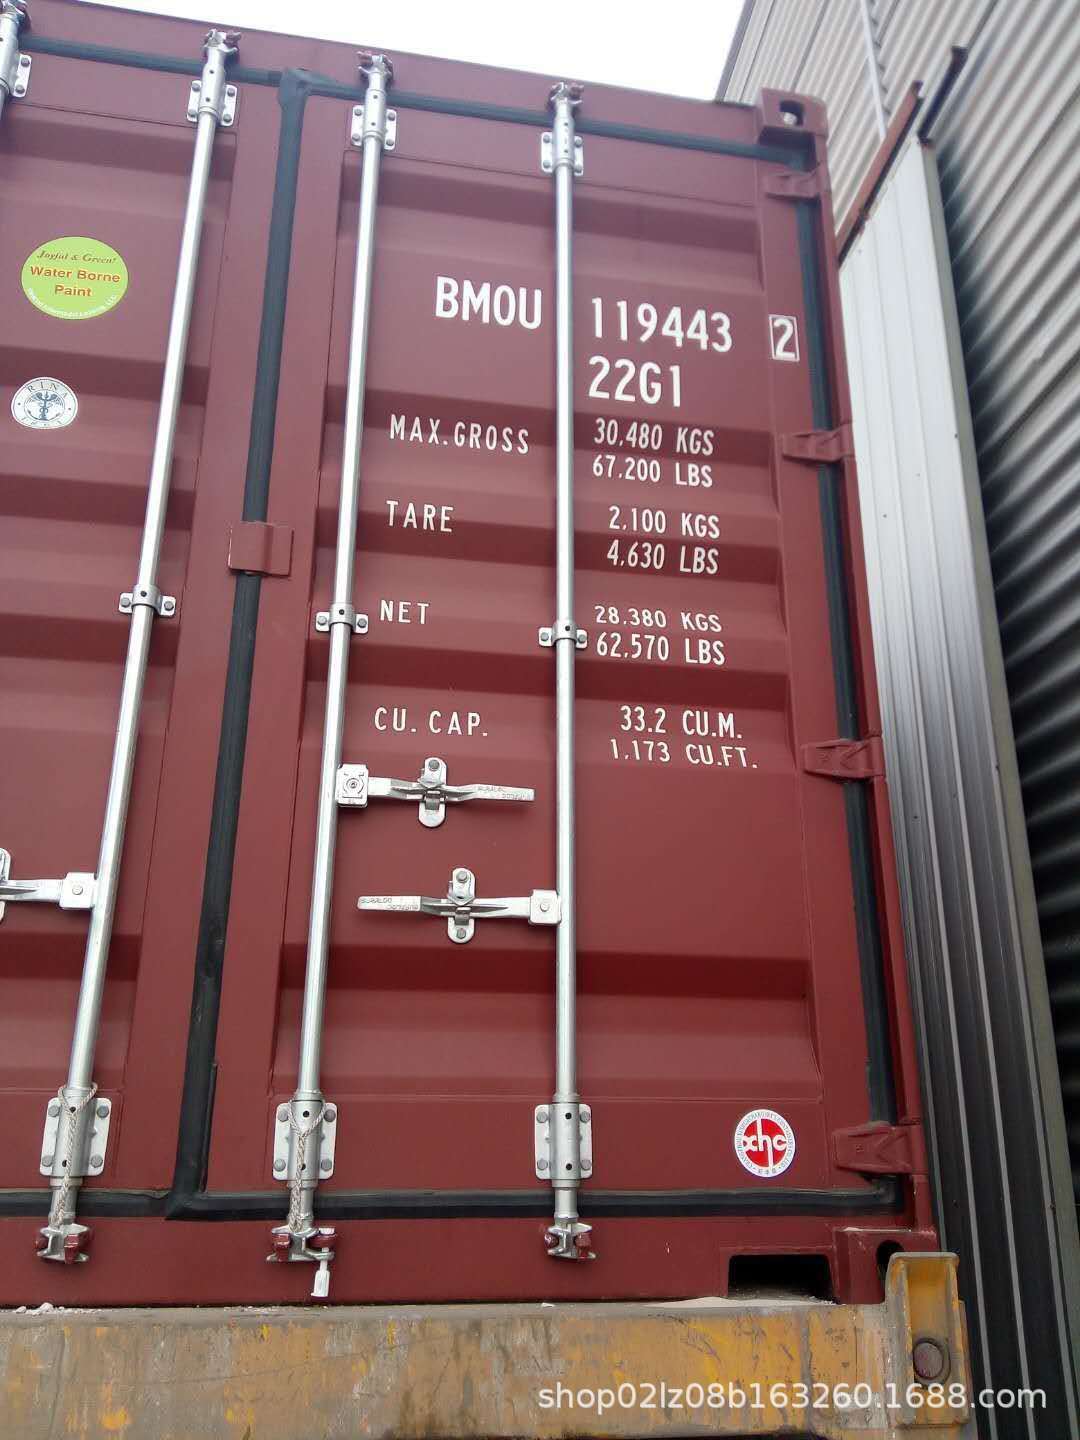 Joyful & Green!
Water Borne
Paint
RINA
BMOU 119443 2
22G1
MAX.GROSS 30,480 KGS
67,200 LBS
TARE 2,100 KGS
4,630 LBS
NET 28,380 KGS
62,570 LBS
CU. CAP. 33.2 CU.M.
1,173 CU.FT.
xhc
shop02lz08b163260.1688.com